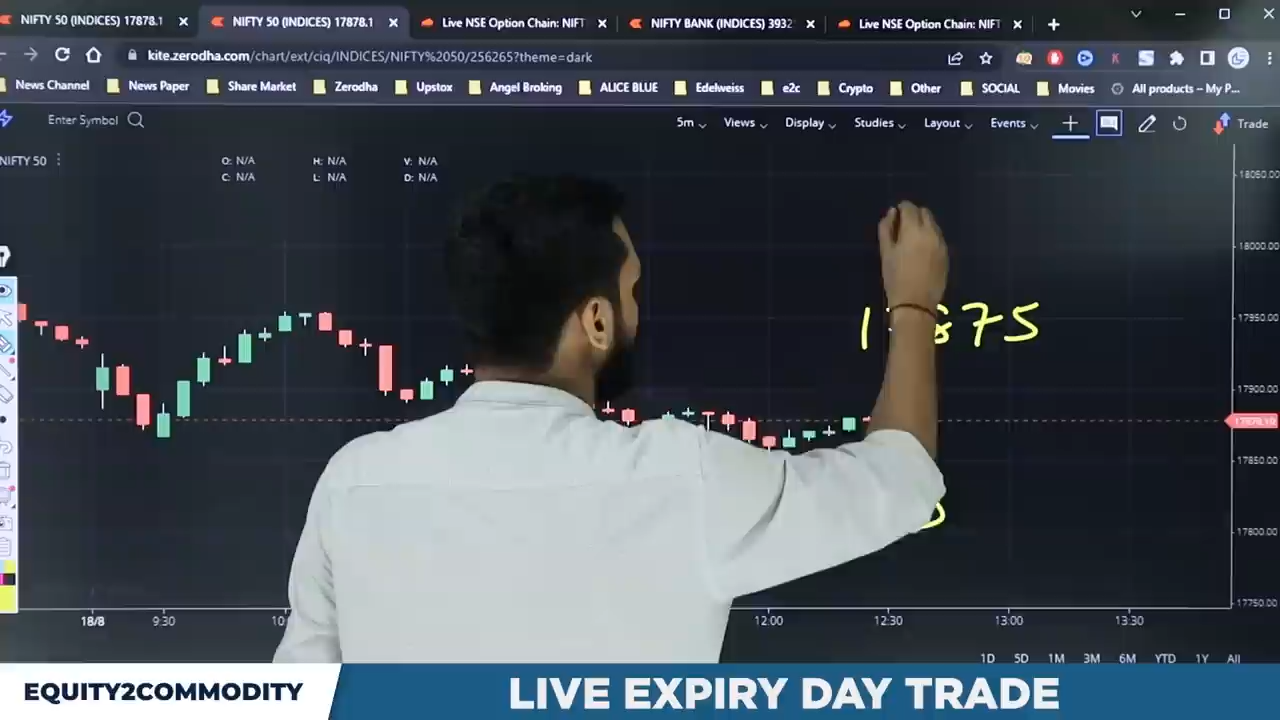 NIFTY 50 (INDICES) 17878.1 NIFTY 50 (INDICES) 17878.1 Live NSE Option Chain: NIFT NIFTY BANK (INDICES) 3932 Live NSE Option Chain: NIFT
kite.zerodha.com/chart/ext/ciq/INDICES/NIFTY%2050/256265?theme=dark
News Channel News Paper Share Market Zerodha Upstox Angel Broking ALICE BLUE Edelweiss e2c Crypto Other SOCIAL Movies All products – My P...
Enter Symbol 5m Views Display Studies Layout Events Trade
NIFTY 50 O: N/A H: N/A V: N/A
C: N/A L: N/A D: N/A
18050.00
18000.00
17950.00
875
17900.00
17878.10
17850.00
17800.00
17750.00
18/8 9:30 12:00 12:30 13:00 13:30
1D 5D 1M 3M 6M YTD 1Y All
EQUITY2COMMODITY LIVE EXPIRY DAY TRADE